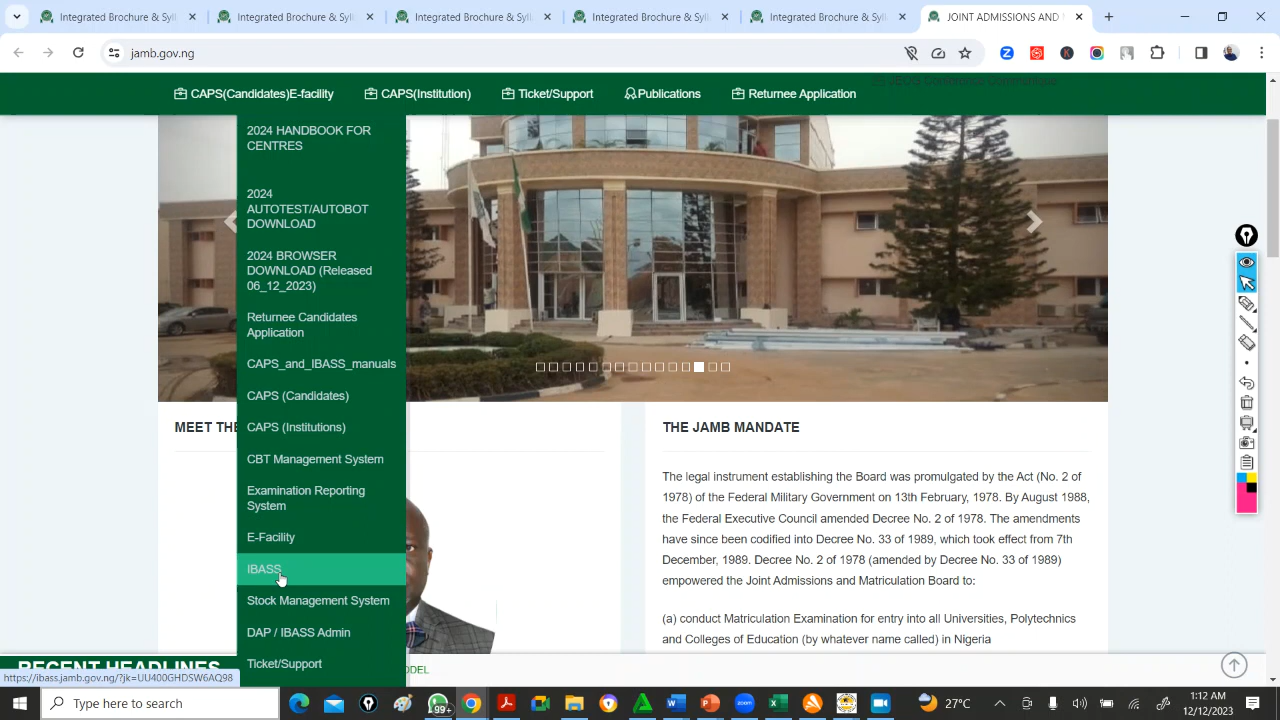 Integrated Brochure & Syll
Integrated Brochure & Syll
Integrated Brochure & Syll
Integrated Brochure & Syll
Integrated Brochure & Syll
JOINT ADMISSIONS AND
jamb.gov.ng
CAPS(Candidates)E-facility
CAPS(Institution)
Ticket/Support
Publications
Returnee Application
2024 HANDBOOK FOR
CENTRES
2024
AUTOTEST/AUTOBOT
DOWNLOAD
2024 BROWSER
DOWNLOAD (Released
06_12_2023)
Returnee Candidates
Application
CAPS_and_IBASS_manuals
CAPS (Candidates)
CAPS (Institutions)
CBT Management System
Examination Reporting
System
E-Facility
IBASS
Stock Management System
DAP / IBASS Admin
Ticket/Support
MEET THE
THE JAMB MANDATE
The legal instrument establishing the Board was promulgated by the Act (No. 2 of
1978) of the Federal Military Government on 13th February, 1978. By August 1988,
the Federal Executive Council amended Decree No. 2 of 1978. The amendments
have since been codified into Decree No. 33 of 1989, which took effect from 7th
December, 1989. Decree No. 2 of 1978 (amended by Decree No. 33 of 1989)
empowered the Joint Admissions and Matriculation Board to:
(a) conduct Matriculation Examination for entry into all Universities, Polytechnics
and Colleges of Education (by whatever name called) in Nigeria
RECENT HEADLINES
ODEL
https://ibass.jamb.gov.ng/?jk=UU40OGHDSW6AQ98
Type here to search
99+
27°C
1:12 AM
12/12/2023